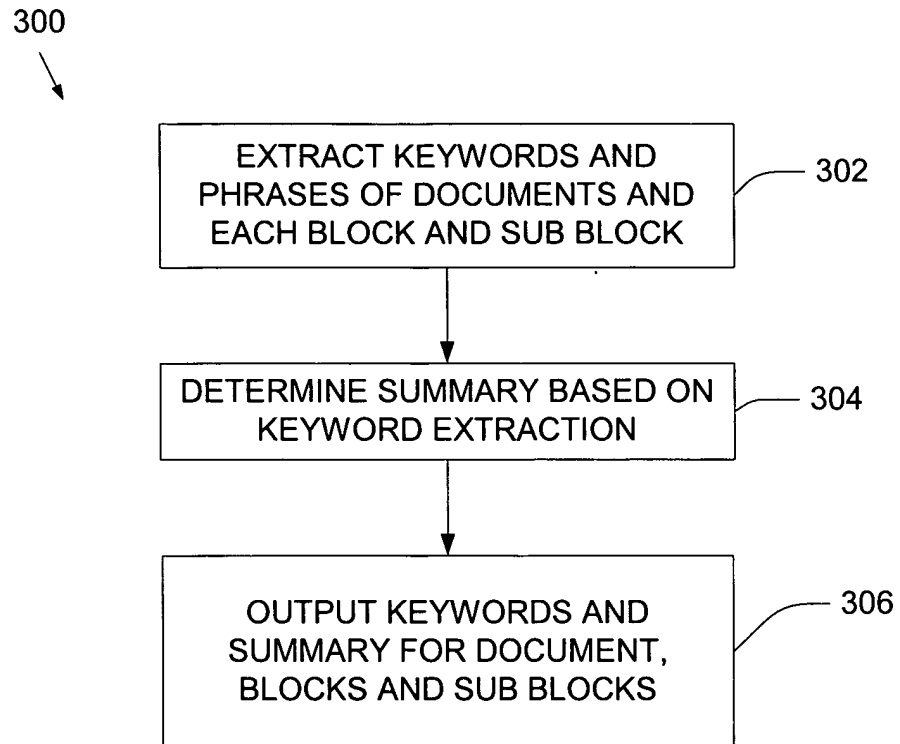 300
EXTRACT KEYWORDS AND
PHRASES OF DOCUMENTS AND
EACH BLOCK AND SUB BLOCK
302
DETERMINE SUMMARY BASED ON
KEYWORD EXTRACTION
304
OUTPUT KEYWORDS AND
SUMMARY FOR DOCUMENT,
BLOCKS AND SUB BLOCKS
306